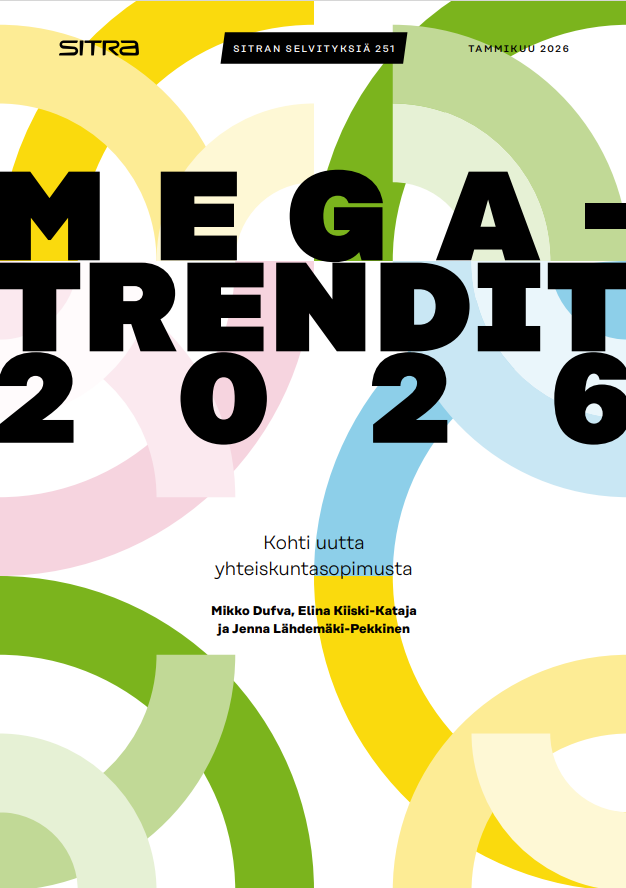 SITRA
SITRAN SELVITYKSIÄ 251
TAMMIKUU 2026
MEGA-
TRENDIT
2026
Kohti uutta
yhteiskuntasopimusta
Mikko Dufva, Elina Kiiski-Kataja
ja Jenna Lähdemäki-Pekkinen